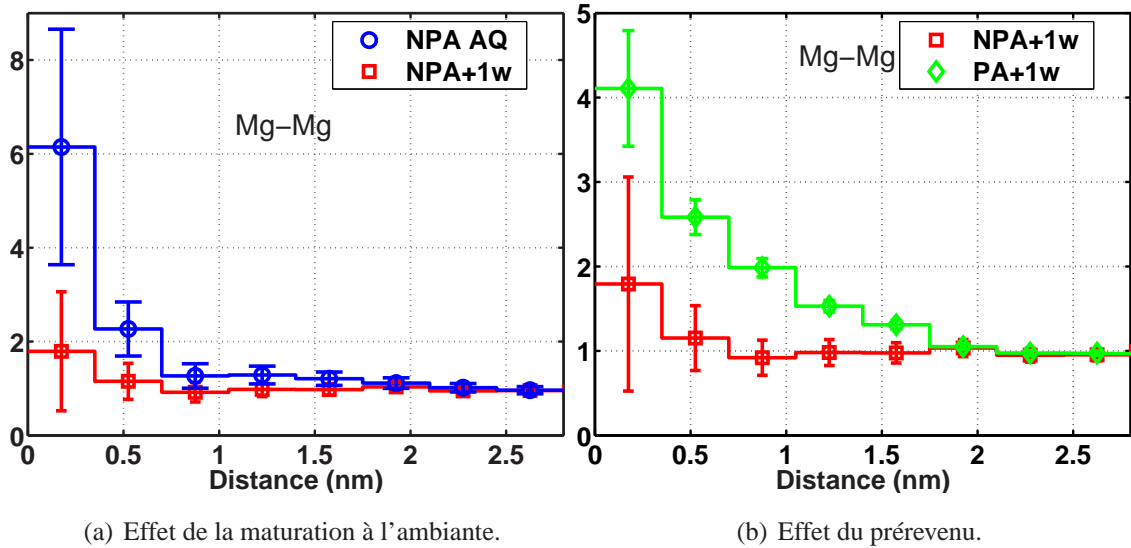 NPA AQ
NPA+1w
Mg–Mg
8
6
4
2
0
0 0.5 1 1.5 2 2.5
Distance (nm)
(a) Effet de la maturation à l'ambiante.
NPA+1w
PA+1w
Mg–Mg
5
4
3
2
1
0
0 0.5 1 1.5 2 2.5
Distance (nm)
(b) Effet du prérevenu.